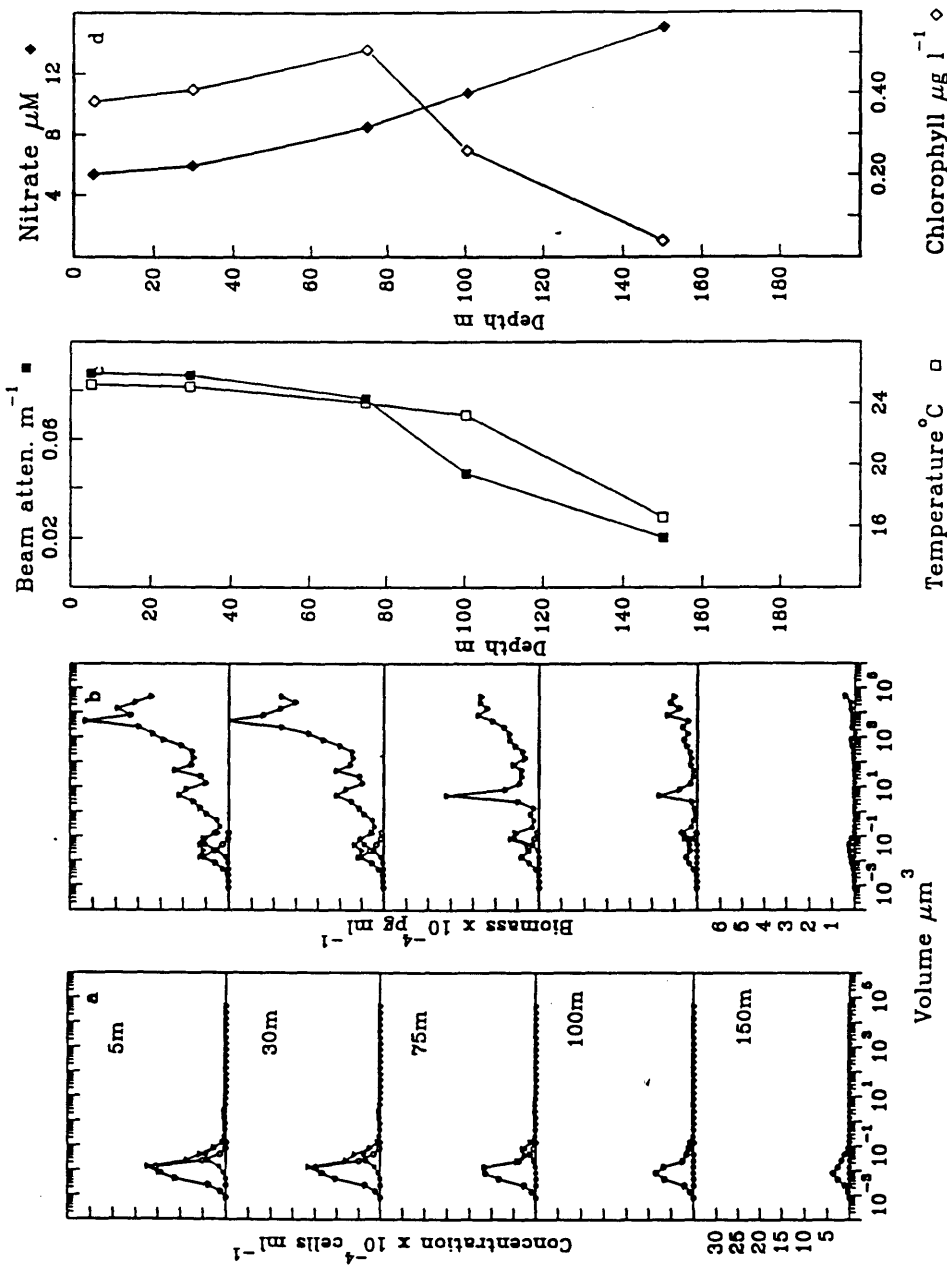 a
5m
30m
75m
100m
150m
Concentration x 10⁻⁴ cells ml⁻¹
30 25 20 15 10 5
10⁻³ 10⁻¹ 10¹ 10³ 10⁵
b
Biomass x 10⁻⁴ pg ml⁻¹
6 5 4 3 2 1
10⁻³ 10⁻¹ 10¹ 10³ 10⁵
Volume μm³
Beam atten. m⁻¹ ■
0.02 0.06
0 20 40 60 80 100 120 140 160 180
Depth m
16 20 24
Temperature °C □
Nitrate μM ◆
4 8 12
d
0 20 40 60 80 100 120 140 160 180
Depth m
0.20 0.40
Chlorophyll μg l⁻¹ ◇